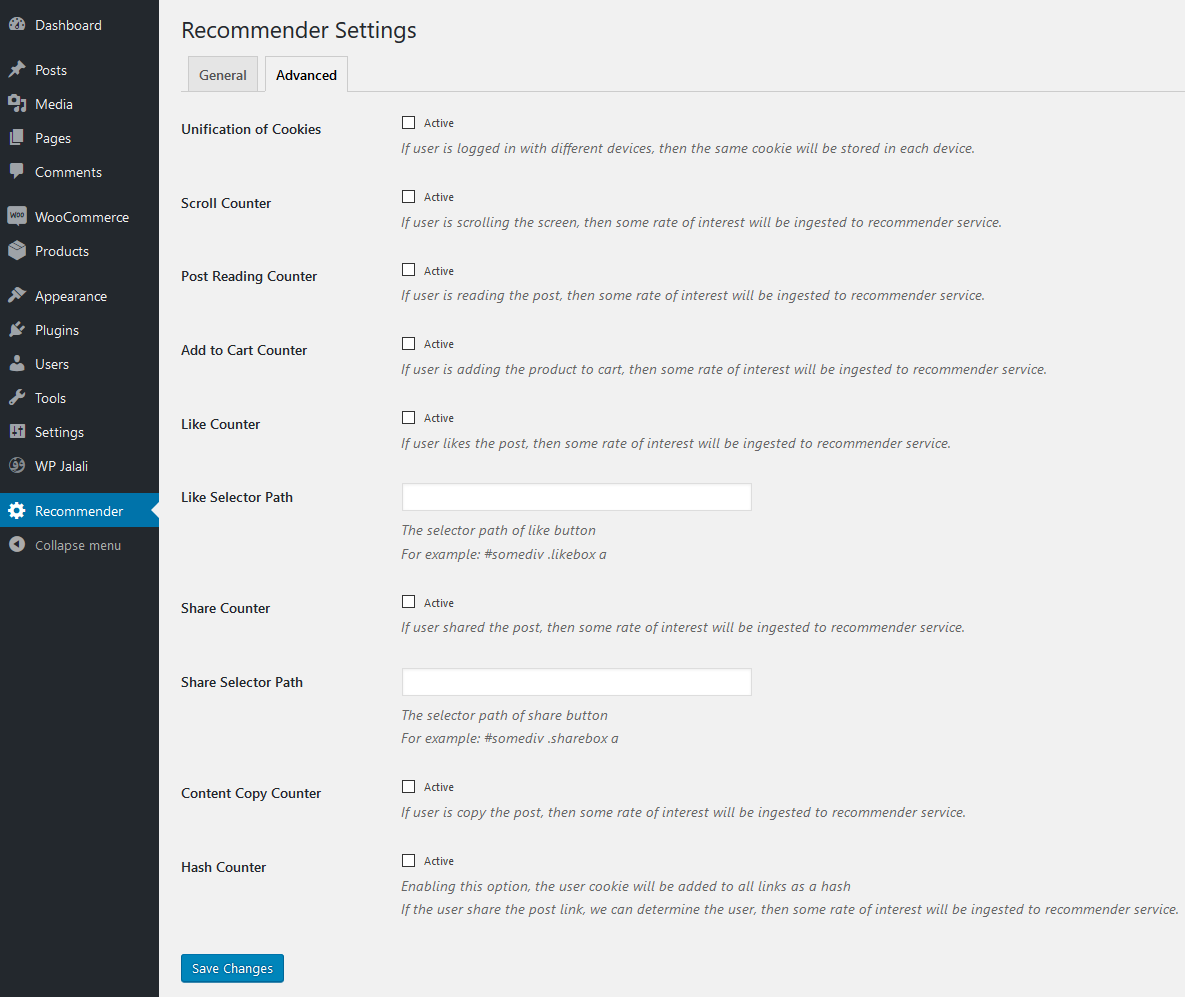 Dashboard
Posts
Media
Pages
Comments
WOO WooCommerce
Products
Appearance
Plugins
Users
Tools
Settings
WP Jalali
Recommender
Collapse menu
Recommender Settings
General Advanced
Unification of Cookies Active
If user is logged in with different devices, then the same cookie will be stored in each device.
Scroll Counter Active
If user is scrolling the screen, then some rate of interest will be ingested to recommender service.
Post Reading Counter Active
If user is reading the post, then some rate of interest will be ingested to recommender service.
Add to Cart Counter Active
If user is adding the product to cart, then some rate of interest will be ingested to recommender service.
Like Counter Active
If user likes the post, then some rate of interest will be ingested to recommender service.
Like Selector Path
The selector path of like button
For example: #somediv .likebox a
Share Counter Active
If user shared the post, then some rate of interest will be ingested to recommender service.
Share Selector Path
The selector path of share button
For example: #somediv .sharebox a
Content Copy Counter Active
If user is copy the post, then some rate of interest will be ingested to recommender service.
Hash Counter Active
Enabling this option, the user cookie will be added to all links as a hash
If the user share the post link, we can determine the user, then some rate of interest will be ingested to recommender service.
Save Changes